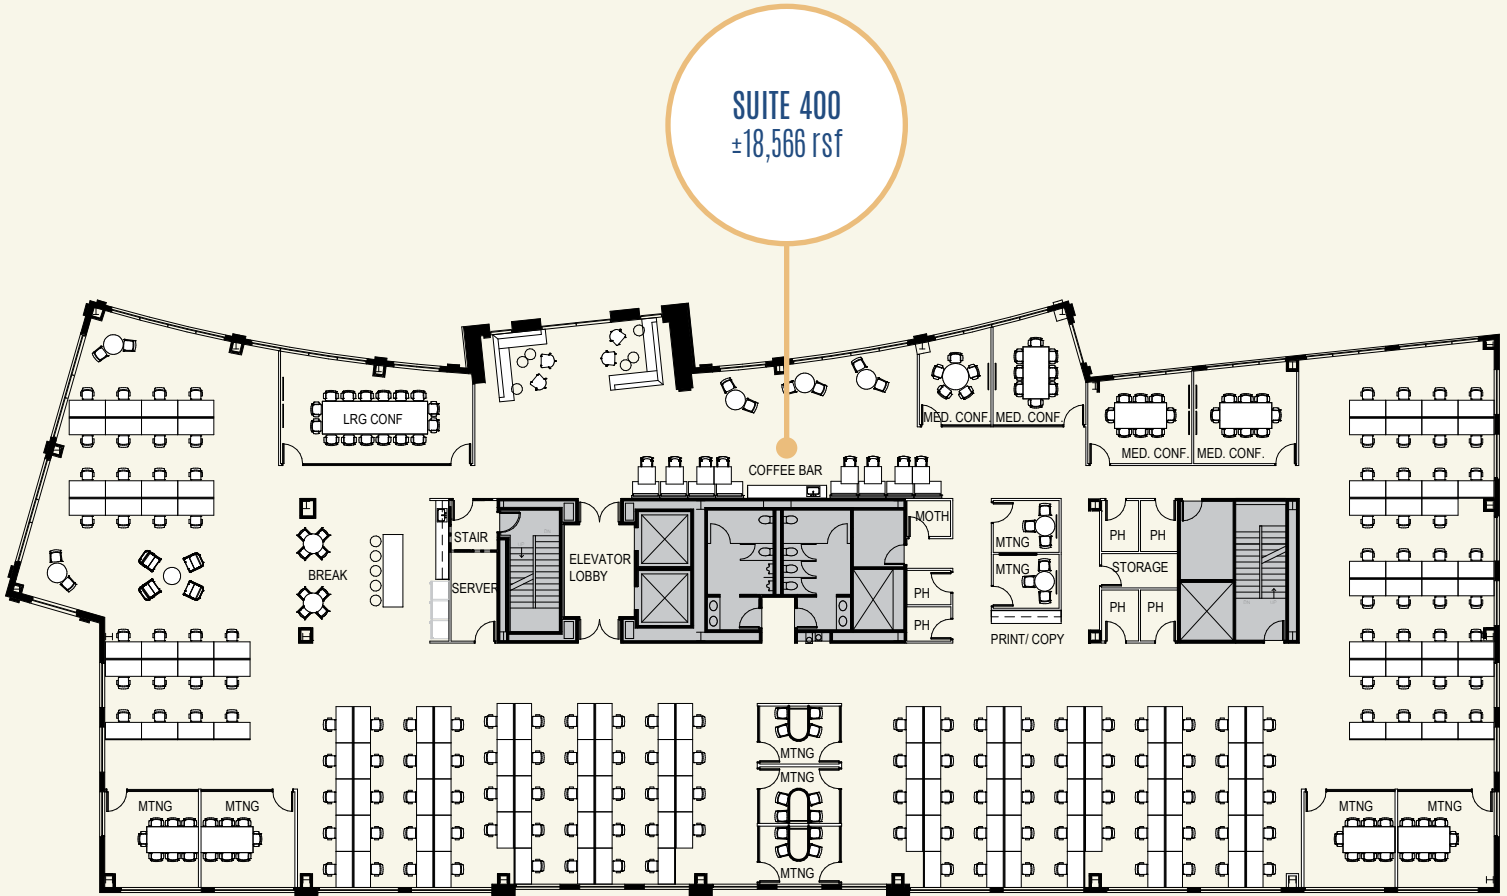 SUITE 400
±18,566 rsf
LRG CONF
MED. CONF.
MED. CONF.
MED. CONF.
MED. CONF.
COFFEE BAR
STAIR
ELEVATOR
LOBBY
BREAK
SERVER
MOTH
MTNG
MTNG
PH
PH
PH
PH
STORAGE
PH
PH
PRINT/ COPY
MTNG
MTNG
MTNG
MTNG
MTNG
MTNG
MTNG